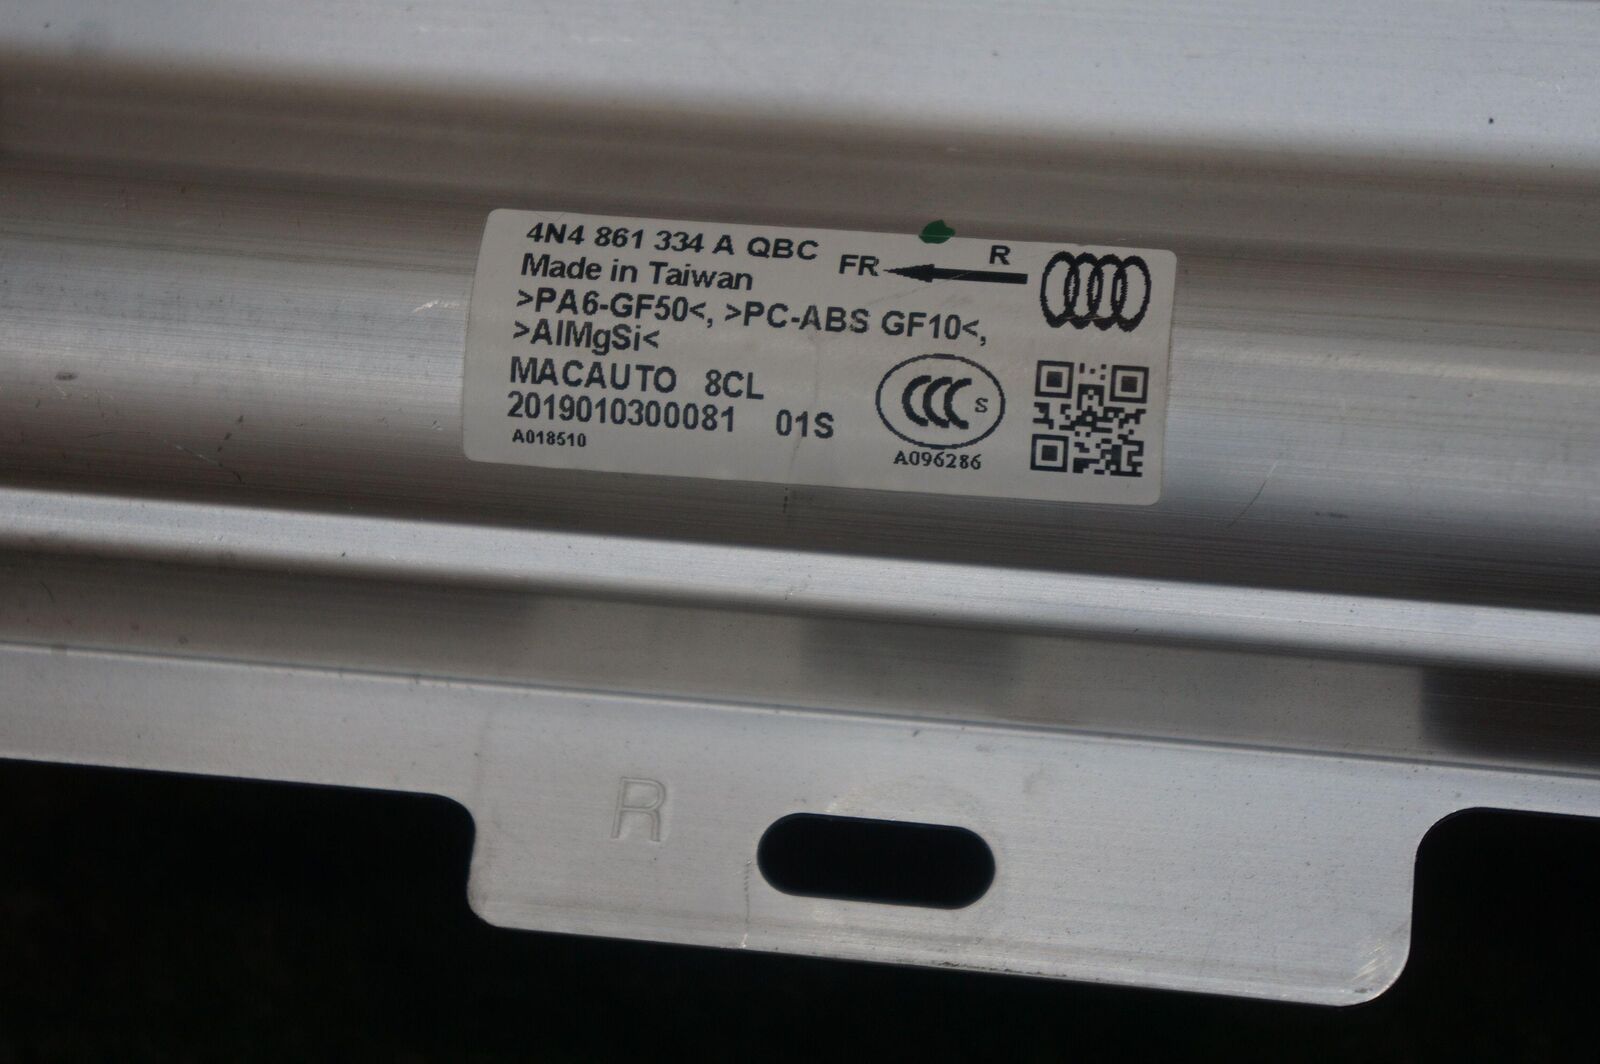 4N4 861 334 A QBC
FR R
Made in Taiwan
>PA6-GF50<, >PC-ABS GF10<,
>AlMgSi<
MACAUTO 8CL
2019010300081 01S
A018510
CCC S
A096286
R